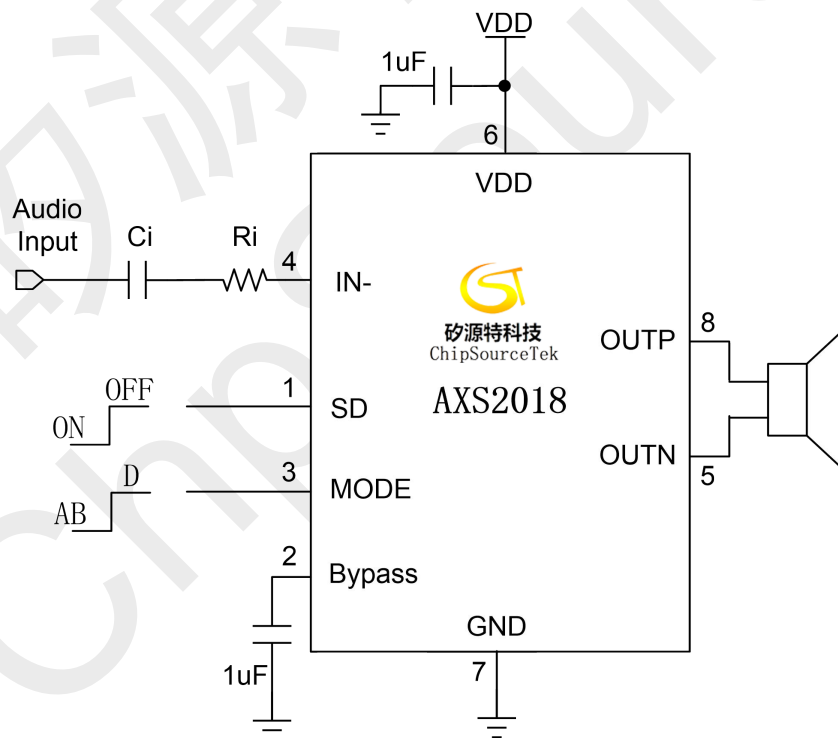 VDD
1uF
6
VDD
Audio
Input
Ci
Ri
4
IN-
矽源特科技
ChipSourceTek
AXS2018
OUTP
8
OFF
ON
1
SD
D
AB
3
MODE
OUTN
5
2
Bypass
1uF
GND
7